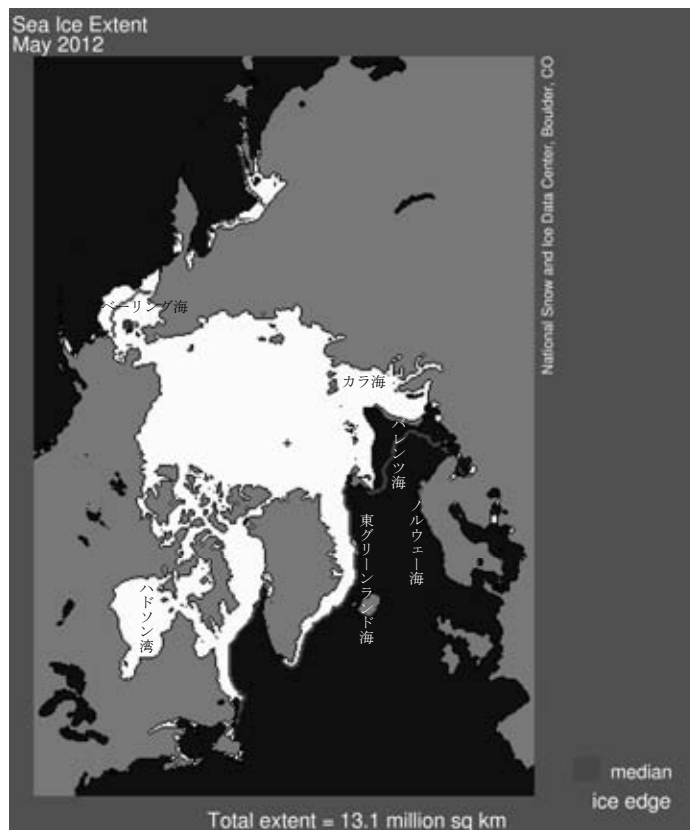 Sea Ice Extent
May 2012
National Snow and Ice Data Center, Boulder, CO
ベーリング海
カラ海
バレンツ海
ノルウェー海
東グリーンランド海
ハドソン湾
median
ice edge
Total extent = 13.1 million sq km